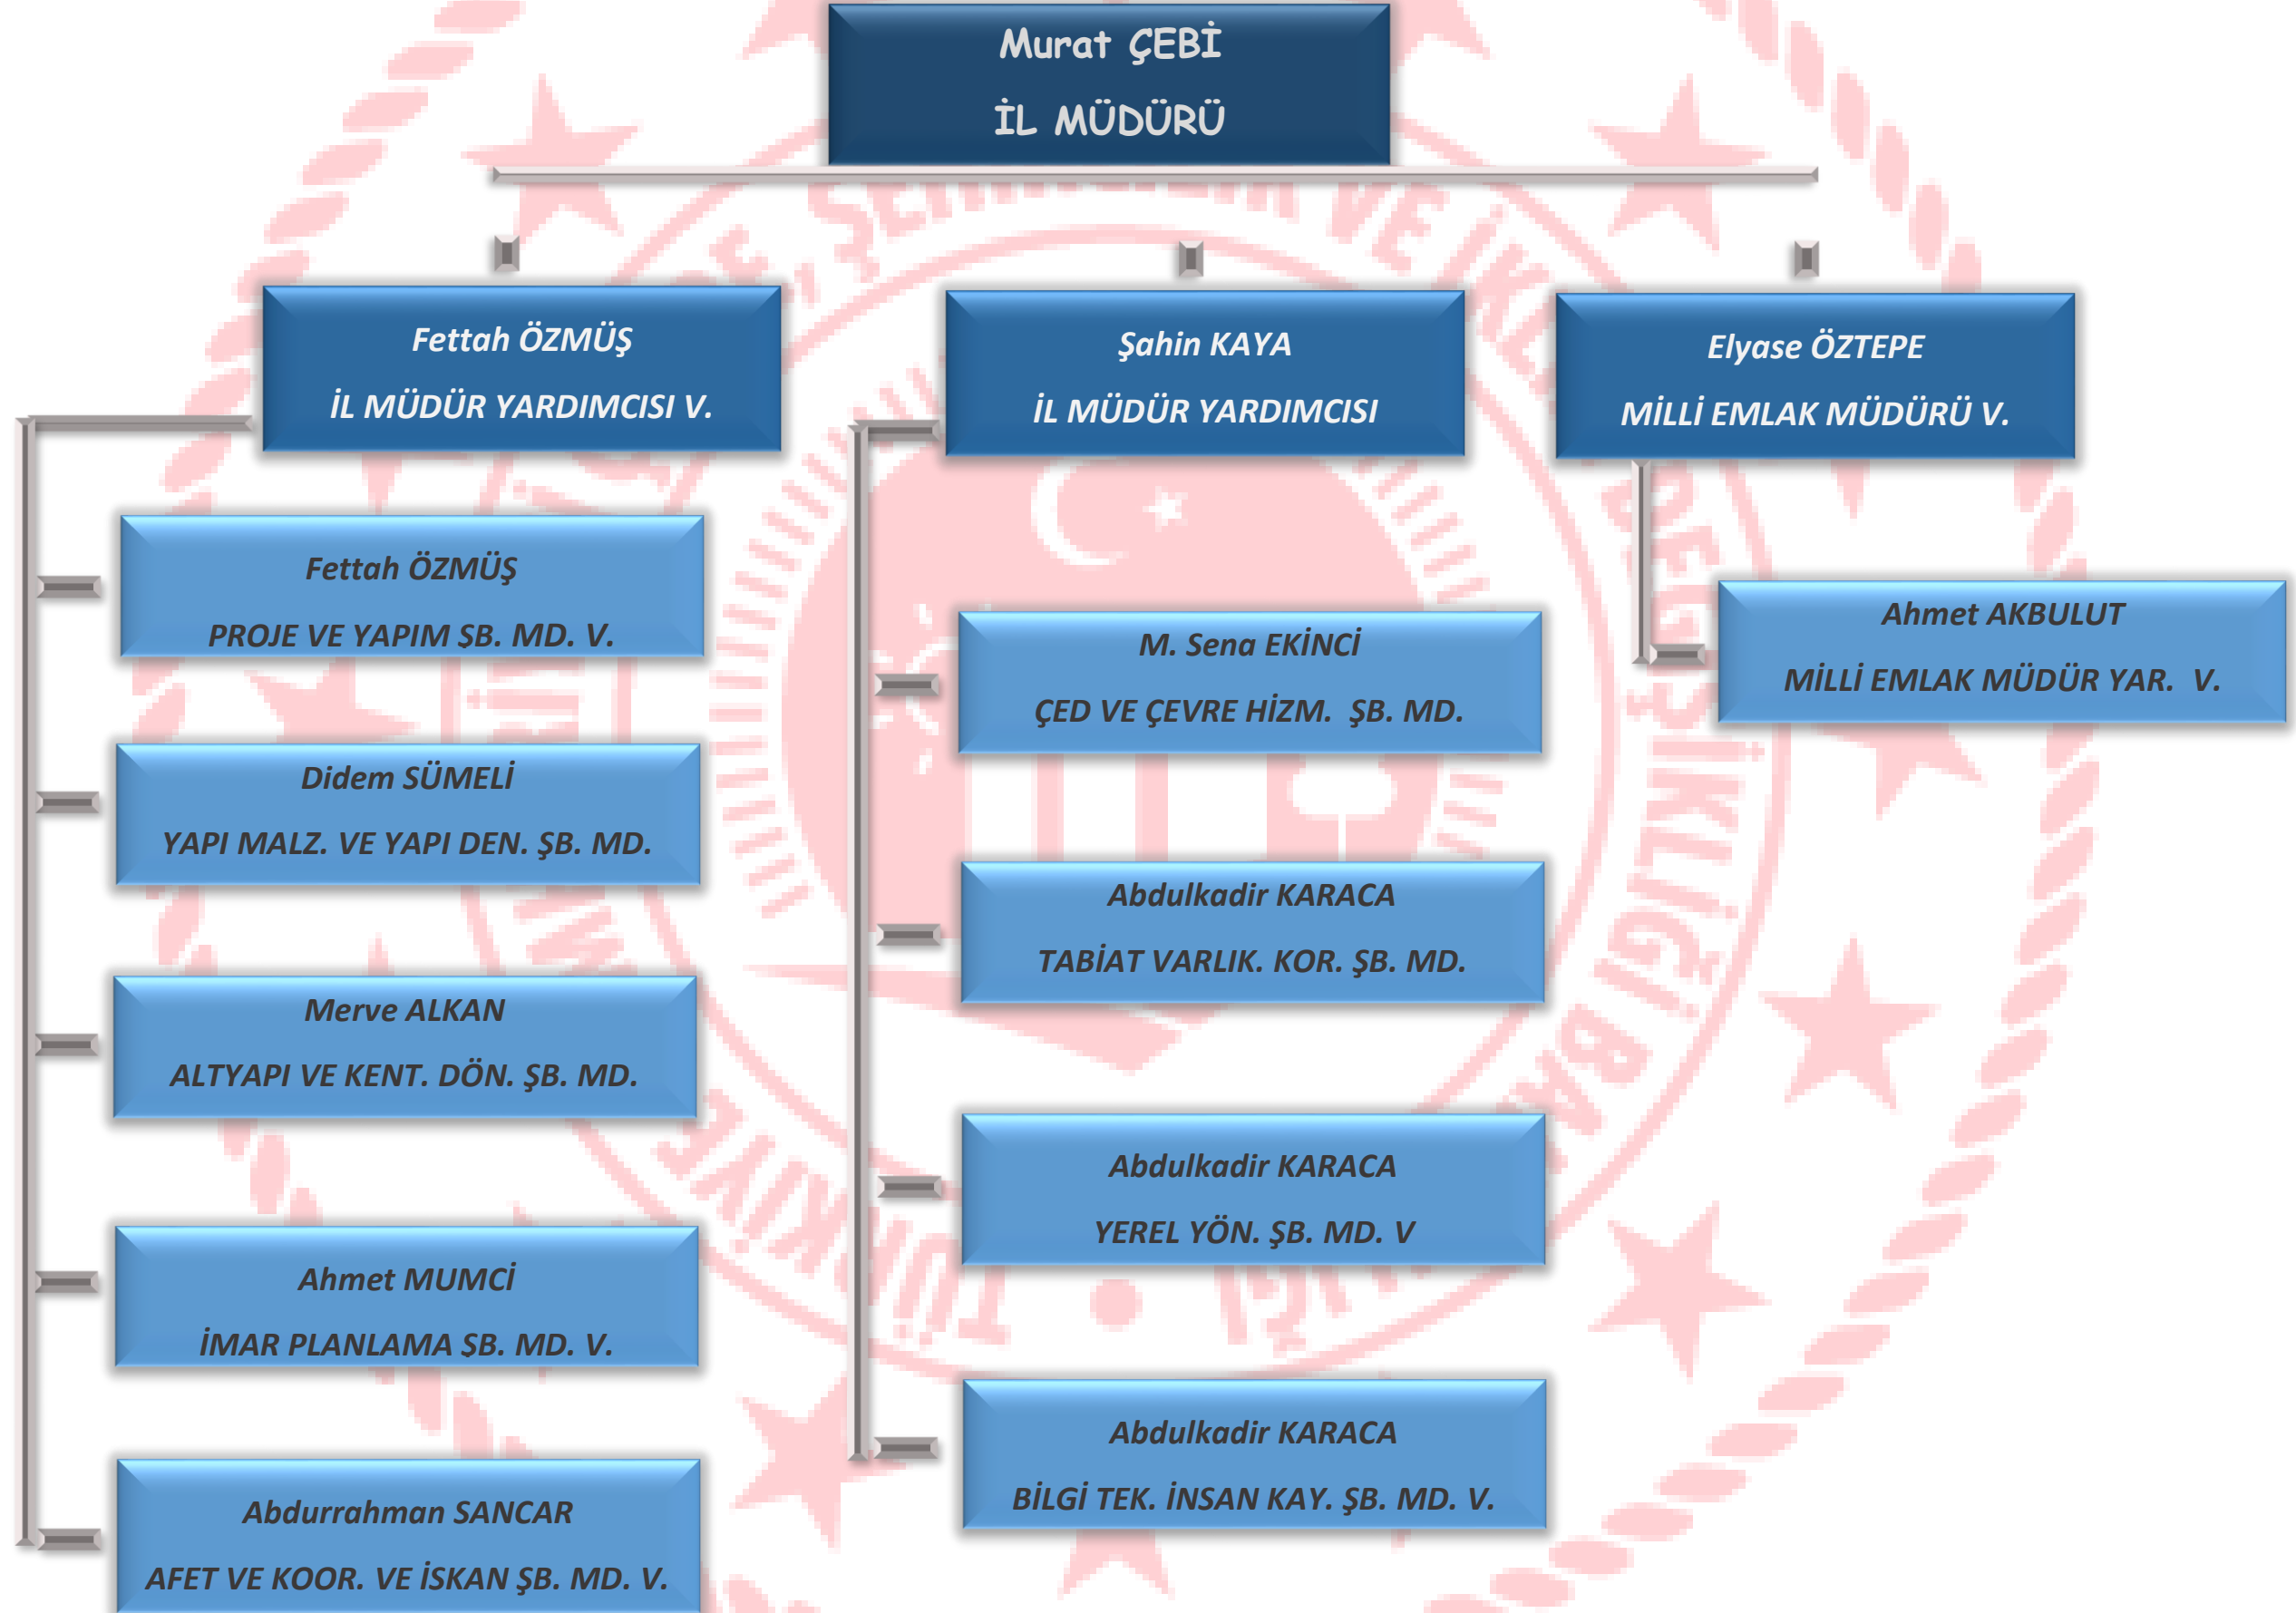 Murat ÇEBİ
İL MÜDÜRÜ
Fettah ÖZMÜŞ
İL MÜDÜR YARDIMCISI V.
Şahin KAYA
İL MÜDÜR YARDIMCISI
Elyase ÖZTEPE
MİLLİ EMLAK MÜDÜRÜ V.
Fettah ÖZMÜŞ
PROJE VE YAPIM ŞB. MD. V.
Didem SÜMELİ
YAPI MALZ. VE YAPI DEN. ŞB. MD.
Merve ALKAN
ALTYAPI VE KENT. DÖN. ŞB. MD.
Ahmet MUMCİ
İMAR PLANLAMA ŞB. MD. V.
Abdurrahman SANCAR
AFET VE KOOR. VE İSKAN ŞB. MD. V.
M. Sena EKİNCİ
ÇED VE ÇEVRE HİZM.  ŞB. MD.
Abdulkadir KARACA
TABİAT VARLIK. KOR. ŞB. MD.
Abdulkadir KARACA
YEREL YÖN. ŞB. MD. V
Abdulkadir KARACA
BİLGİ TEK. İNSAN KAY. ŞB. MD. V.
Ahmet AKBULUT
MİLLİ EMLAK MÜDÜR YAR.  V.